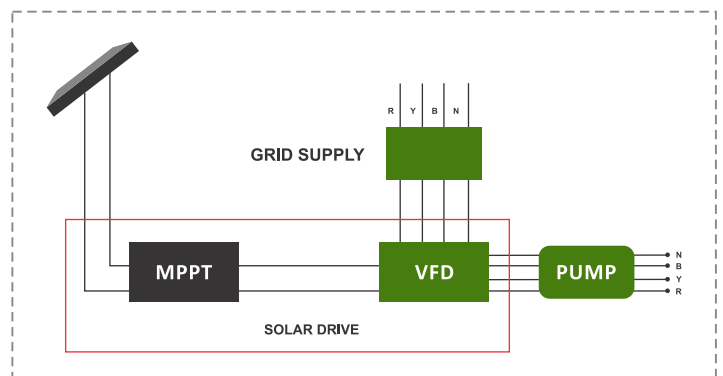 R Y B N
GRID SUPPLY
MPPT
VFD
PUMP
N
B
Y
R
SOLAR DRIVE